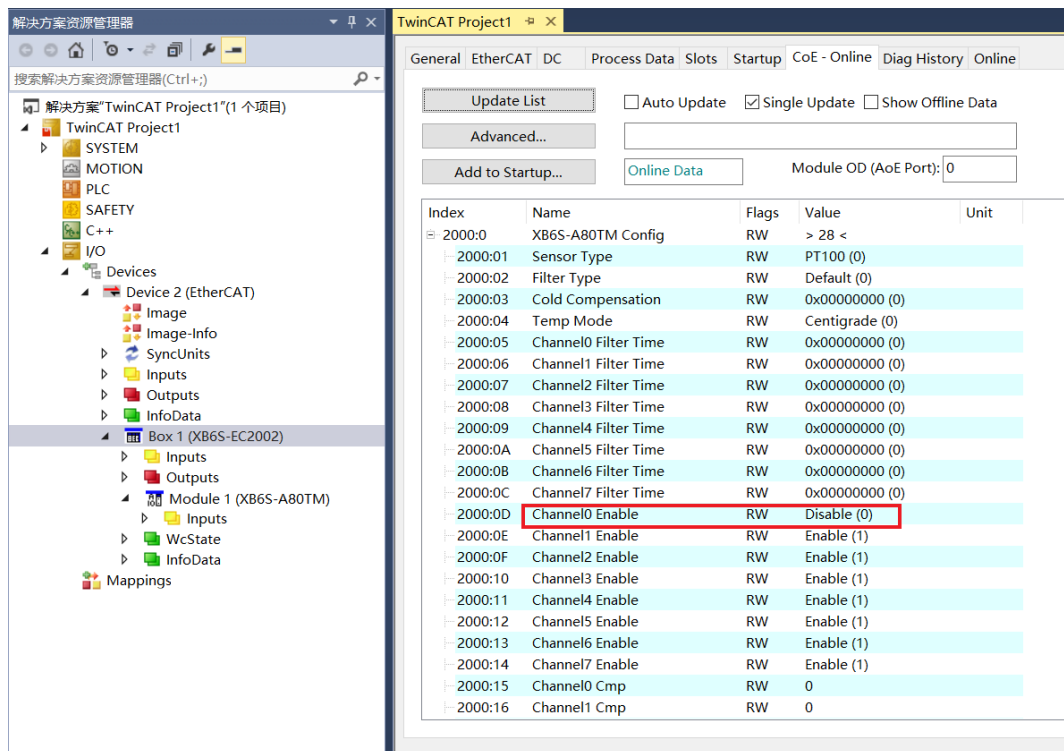 解决方案资源管理器
搜索解决方案资源管理器(Ctrl+;)
解决方案"TwinCAT Project1"(1 个项目)
TwinCAT Project1
SYSTEM
MOTION
PLC
SAFETY
C++
I/O
Devices
Device 2 (EtherCAT)
Image
Image-Info
SyncUnits
Inputs
Outputs
InfoData
Box 1 (XB6S-EC2002)
Inputs
Outputs
Module 1 (XB6S-A80TM)
Inputs
WcState
InfoData
Mappings
TwinCAT Project1
General EtherCAT DC Process Data Slots Startup CoE - Online Diag History Online
Update List Auto Update Single Update Show Offline Data
Advanced...
Add to Startup... Online Data Module OD (AoE Port): 0
Index Name Flags Value Unit
2000:0 XB6S-A80TM Config RW > 28 <
2000:01 Sensor Type RW PT100 (0)
2000:02 Filter Type RW Default (0)
2000:03 Cold Compensation RW 0x00000000 (0)
2000:04 Temp Mode RW Centigrade (0)
2000:05 Channel0 Filter Time RW 0x00000000 (0)
2000:06 Channel1 Filter Time RW 0x00000000 (0)
2000:07 Channel2 Filter Time RW 0x00000000 (0)
2000:08 Channel3 Filter Time RW 0x00000000 (0)
2000:09 Channel4 Filter Time RW 0x00000000 (0)
2000:0A Channel5 Filter Time RW 0x00000000 (0)
2000:0B Channel6 Filter Time RW 0x00000000 (0)
2000:0C Channel7 Filter Time RW 0x00000000 (0)
2000:0D Channel0 Enable RW Disable (0)
2000:0E Channel1 Enable RW Enable (1)
2000:0F Channel2 Enable RW Enable (1)
2000:10 Channel3 Enable RW Enable (1)
2000:11 Channel4 Enable RW Enable (1)
2000:12 Channel5 Enable RW Enable (1)
2000:13 Channel6 Enable RW Enable (1)
2000:14 Channel7 Enable RW Enable (1)
2000:15 Channel0 Cmp RW 0
2000:16 Channel1 Cmp RW 0